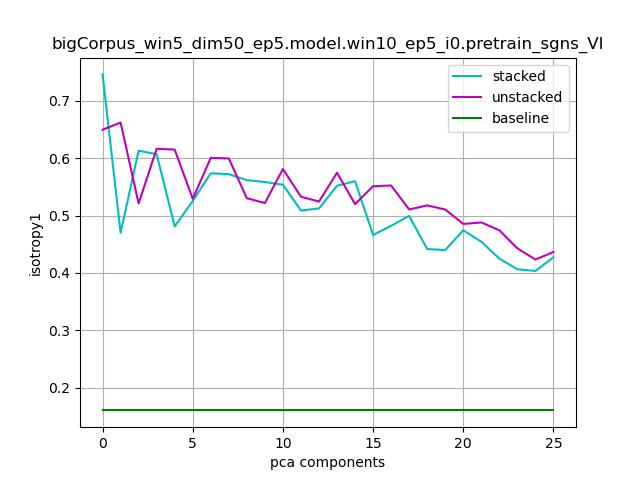 bigCorpus_win5_dim50_ep5.model.win10_ep5_i0.pretrain_sgns_VI
stacked
unstacked
baseline
0.7
0.6
0.5
0.4
0.3
0.2
isotropy1
0 5 10 15 20 25
pca components